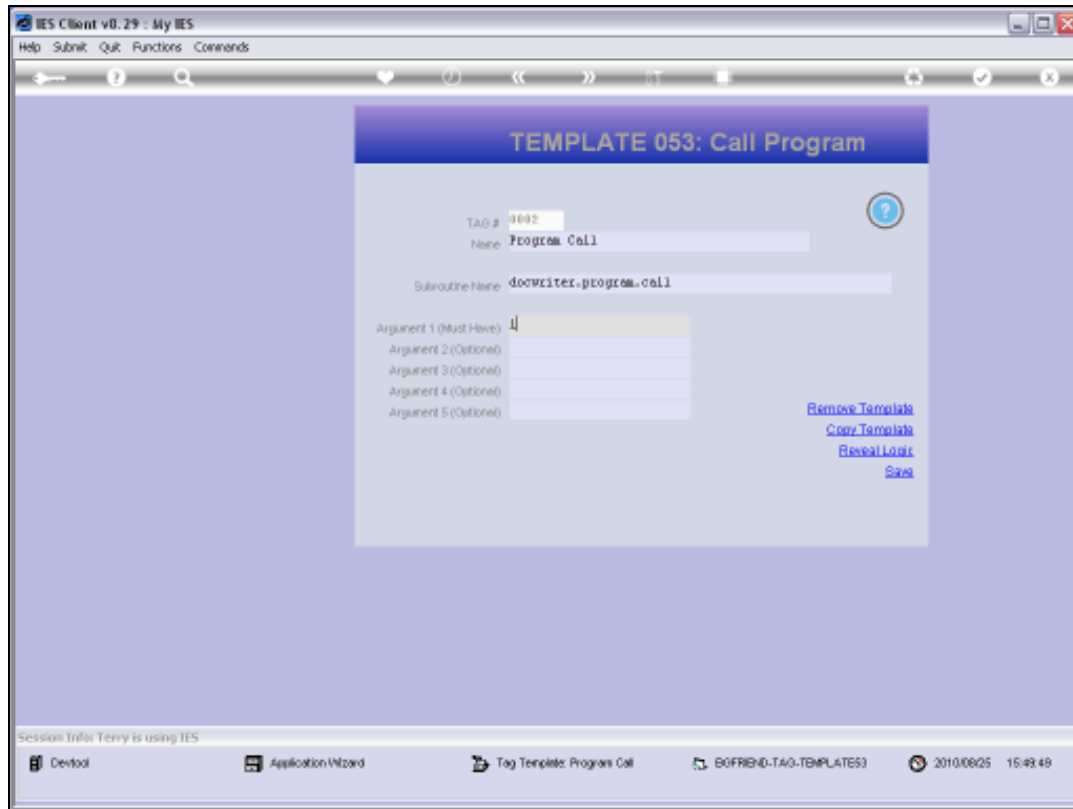 IES Client v8.29 : My IES
Help Submit Quit Functions Commands
TEMPLATE 053: Call Program
TAG # 0002
Name Program Call
Subroutine Name docwriter.program.call
Argument 1 (Must Have) 1
Argument 2 (Optional)
Argument 3 (Optional)
Argument 4 (Optional)
Argument 5 (Optional)
Remove Template
Copy Template
Reveal Logic
Save
Session Info: Terry is using IES
Devtool Application Wizard Tag Template: Program Call BGFRIEND-TAG-TEMPLATE53 2010/08/25 15:49:49